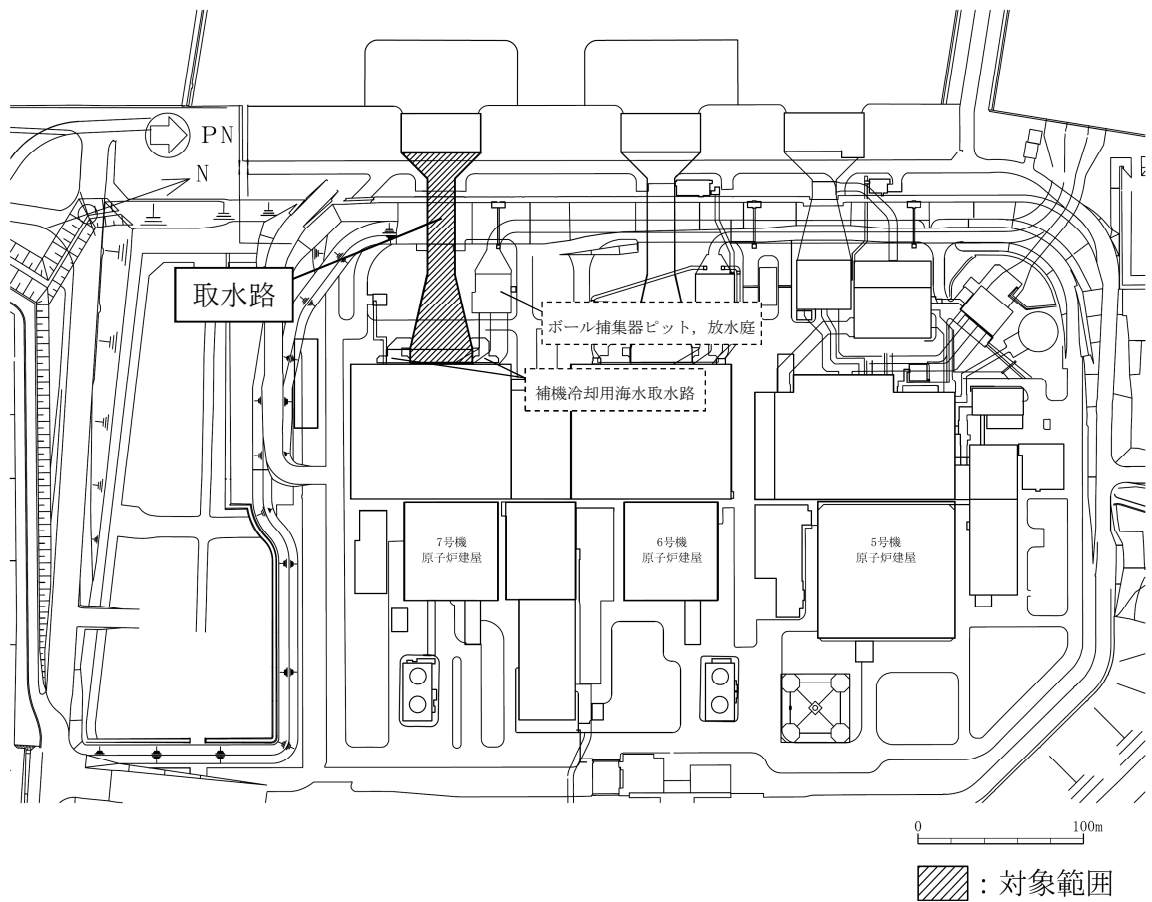 PN
N
取水路
ボール捕集器ピット，放水庭
補機冷却用海水取水路
7号機
原子炉建屋
6号機
原子炉建屋
5号機
原子炉建屋
0 100m
：対象範囲